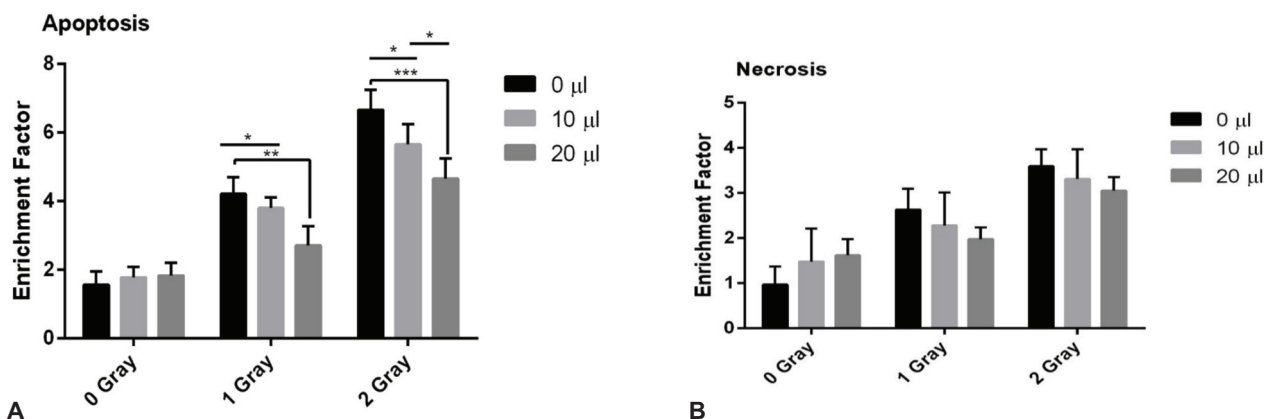 Apoptosis
Enrichment Factor
8
6
4
2
0
*
**
*
*
***
0 Gray
1 Gray
2 Gray
0 µl
10 µl
20 µl
A
Necrosis
Enrichment Factor
5
4
3
2
1
0
0 Gray
1 Gray
2 Gray
0 µl
10 µl
20 µl
B